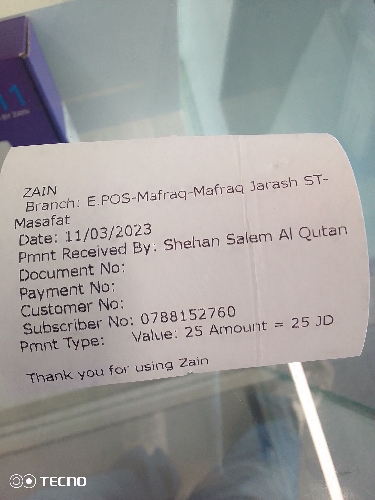 11
ZAIN
Branch: E.POS-Mafraq-Mafraq Jarash ST-
Masafat
Date: 11/03/2023
Pmnt Received By: Shehan Salem Al Qutan
Document No:
Payment No:
Customer No:
Subscriber No: 0788152760
Pmnt Type: Value: 25 Amount = 25 JD
Thank you for using Zain
TECNO